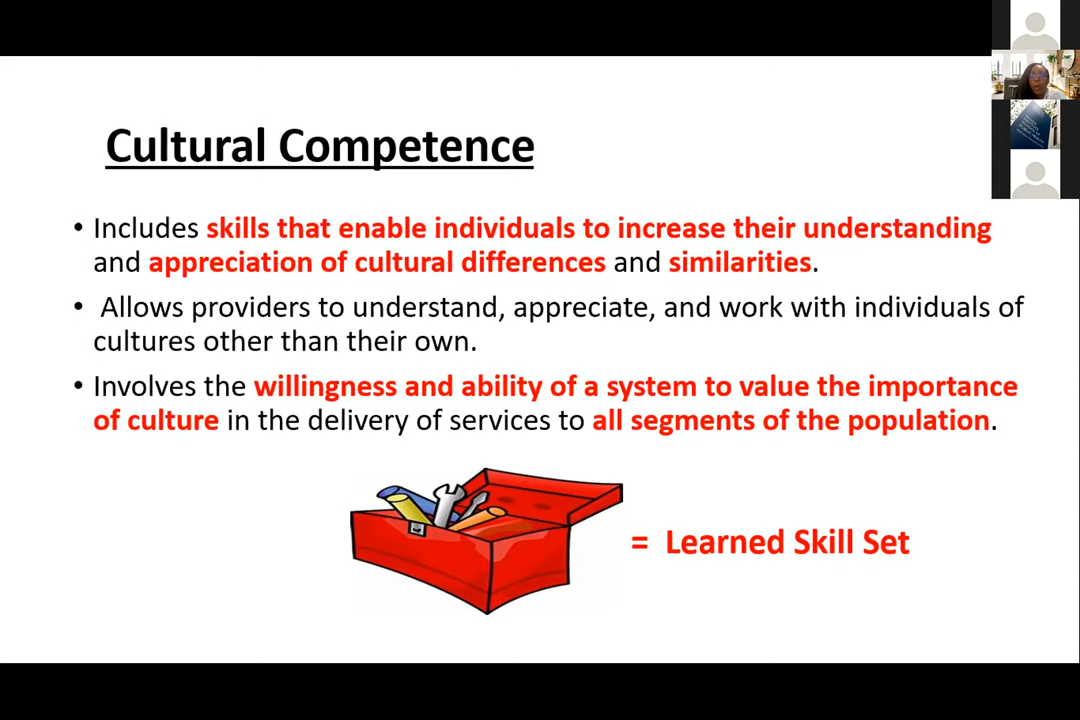 Cultural Competence
• Includes skills that enable individuals to increase their understanding
and appreciation of cultural differences and similarities.
• Allows providers to understand, appreciate, and work with individuals of
cultures other than their own.
• Involves the willingness and ability of a system to value the importance
of culture in the delivery of services to all segments of the population.
= Learned Skill Set